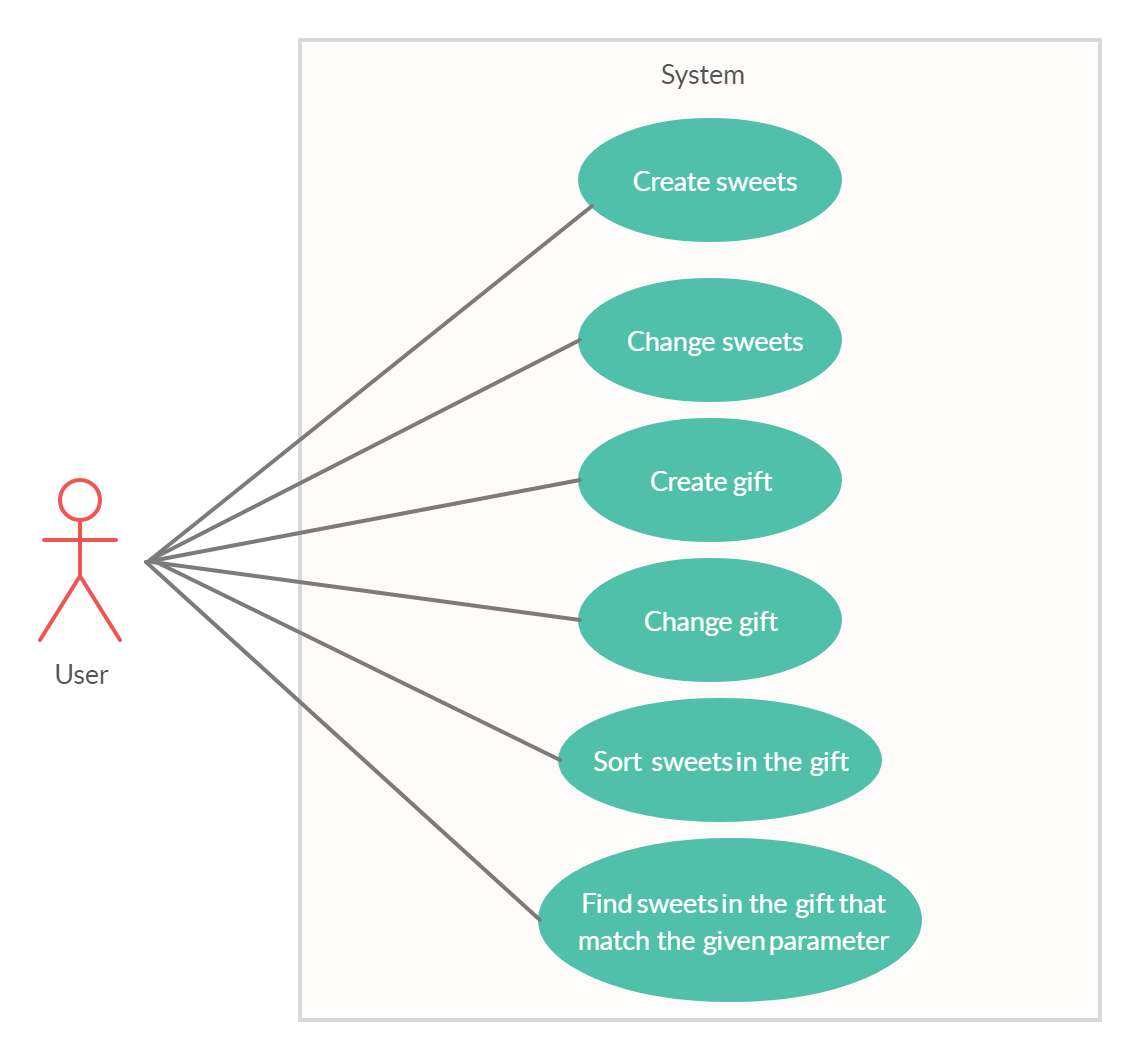 System
Create sweets
Change sweets
Create gift
Change gift
User
Sort sweets in the gift
Find sweets in the gift that
match the given parameter